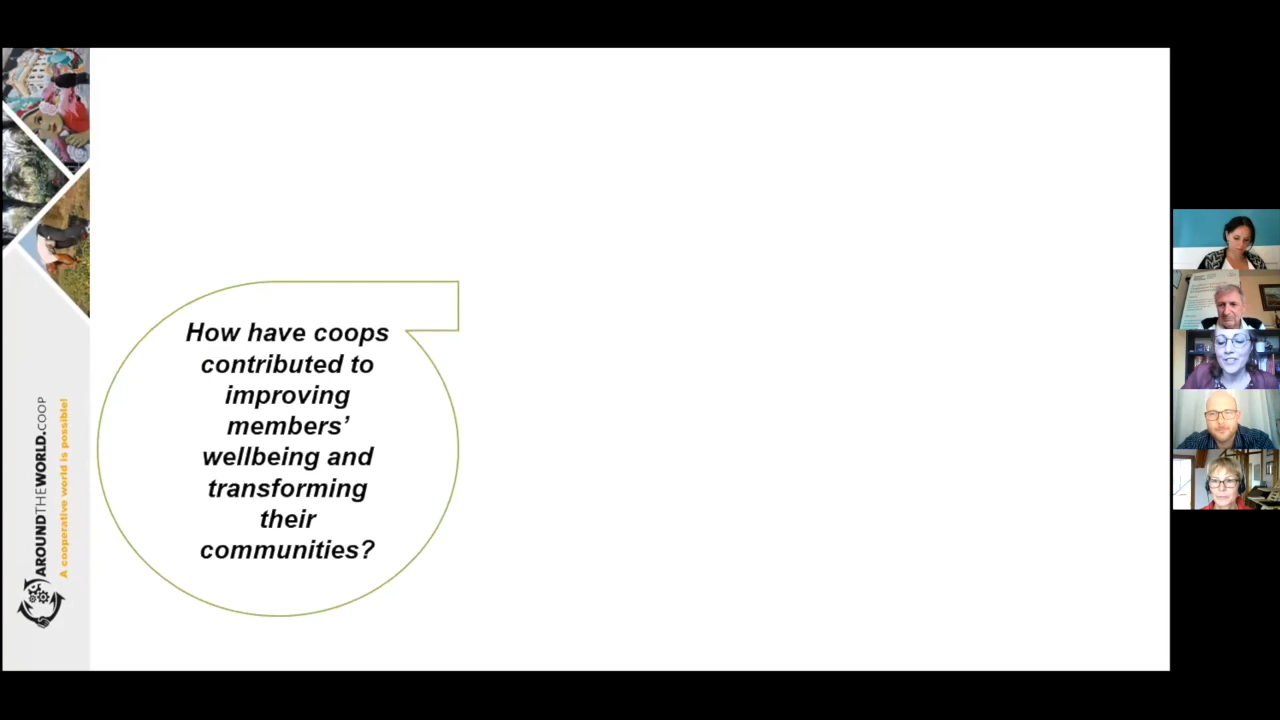 How have coops
contributed to
improving
members’
wellbeing and
transforming
their
communities?
AROUNDTHEWORLD.COOP
A cooperative world is possible!